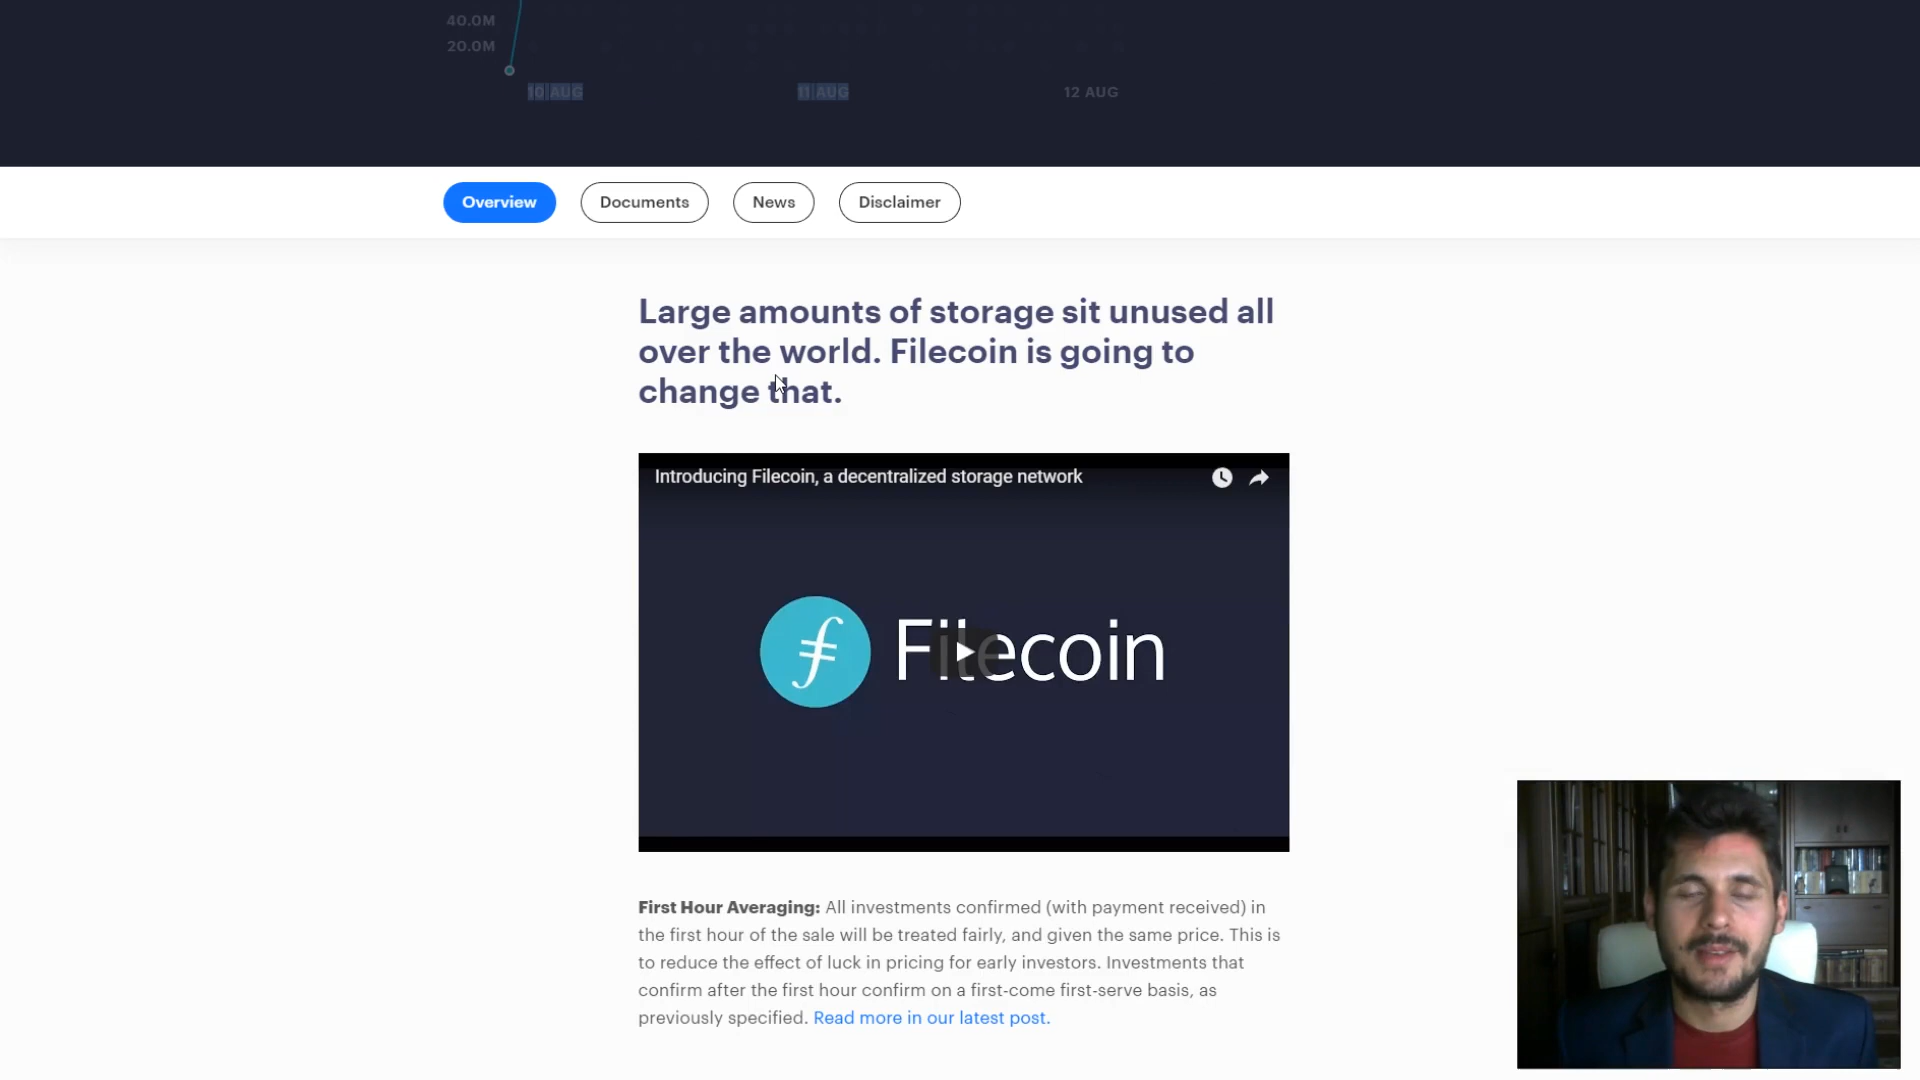 40.0M
20.0M
10 AUG 11 AUG 12 AUG
Overview Documents News Disclaimer
Large amounts of storage sit unused all
over the world. Filecoin is going to
change that.
Introducing Filecoin, a decentralized storage network
Filecoin
First Hour Averaging: All investments confirmed (with payment received) in
the first hour of the sale will be treated fairly, and given the same price. This is
to reduce the effect of luck in pricing for early investors. Investments that
confirm after the first hour confirm on a first-come first-serve basis, as
previously specified. Read more in our latest post.